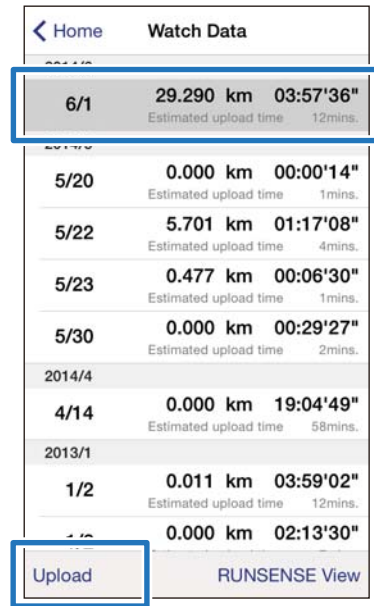 Home Watch Data
6/1 29.290 km 03:57'36"
Estimated upload time 12mins.
5/20 0.000 km 00:00'14"
Estimated upload time 1mins.
5/22 5.701 km 01:17'08"
Estimated upload time 4mins.
5/23 0.477 km 00:06'30"
Estimated upload time 1mins.
5/30 0.000 km 00:29'27"
Estimated upload time 2mins.
2014/4
4/14 0.000 km 19:04'49"
Estimated upload time 58mins.
2013/1
1/2 0.011 km 03:59'02"
Estimated upload time 12mins.
0.000 km 02:13'30"
Upload RUNSENSE View